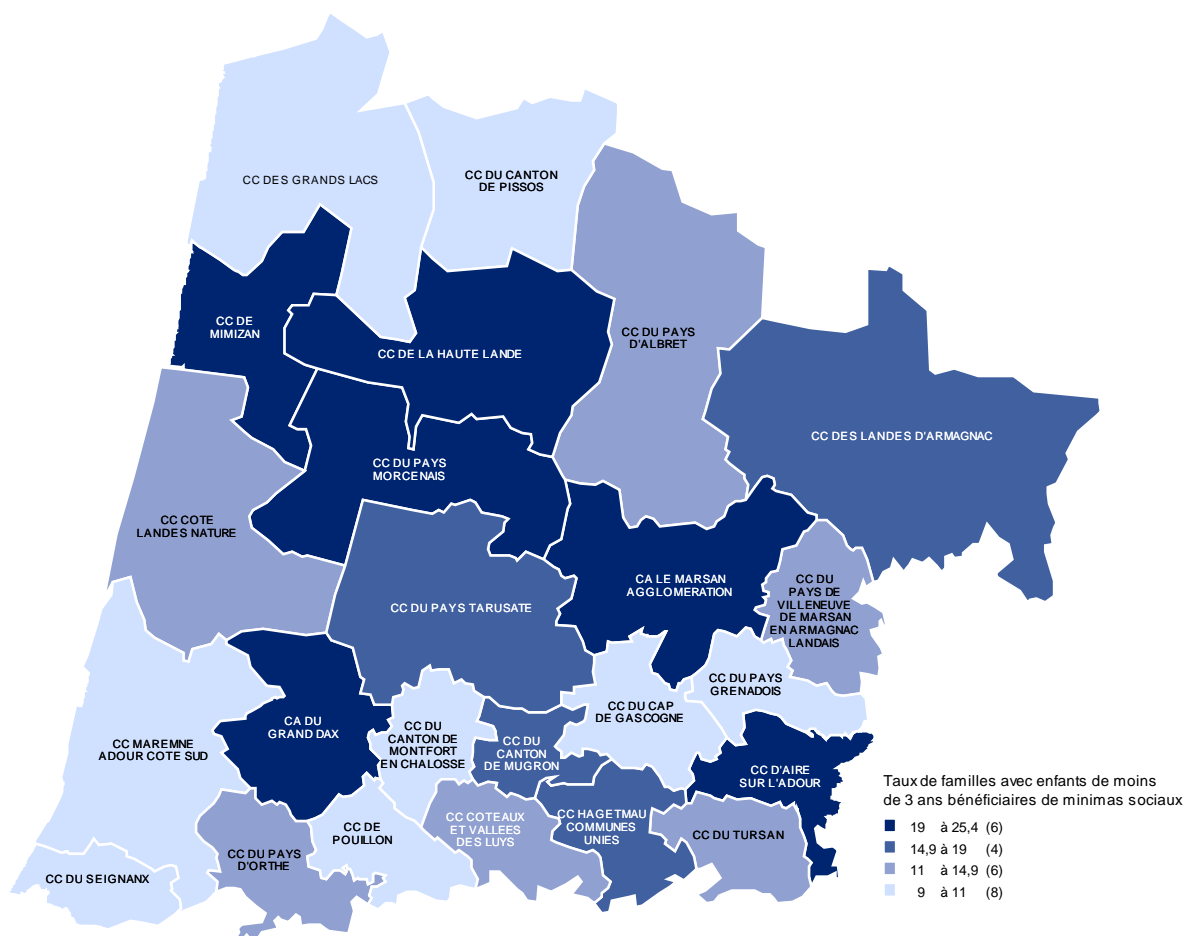 CC DES GRANDS LACS
CC DU CANTON
DE PISSOS
CC DE
MIMIZAN
CC DE LA HAUTE LANDE
CC DU PAYS
D'ALBRET
CC DES LANDES D'ARMAGNAC
CC DU PAYS
MORCENAIS
CC COTE
LANDES NATURE
CA LE MARSAN
AGGLOMERATION
CC DU
PAYS DE
VILLENEUVE
DE MARSAN
EN ARMAGNAC
LANDAIS
CC DU PAYS TARUSATE
CC DU PAYS
GRENADOIS
CC DU CAP
DE GASCOGNE
CA DU
GRAND DAX
CC DU
CANTON DE
MONTFORT
EN CHALOSSE
CC DU
CANTON
DE MUGRON
CC MAREMNE
ADOUR COTE SUD
CC D'AIRE
SUR L'ADOUR
CC COTEAUX
ET VALLEES
DES LUYS
CC HAGETMAU
COMMUNES
UNIES
CC DU TURSAN
CC DE
POUILLON
CC DU PAYS
D'ORTHE
CC DU SEIGNANX
Taux de familles avec enfants de moins
de 3 ans bénéficiaires de minimas sociaux
19 à 25,4 (6)
14,9 à 19 (4)
11 à 14,9 (6)
9 à 11 (8)